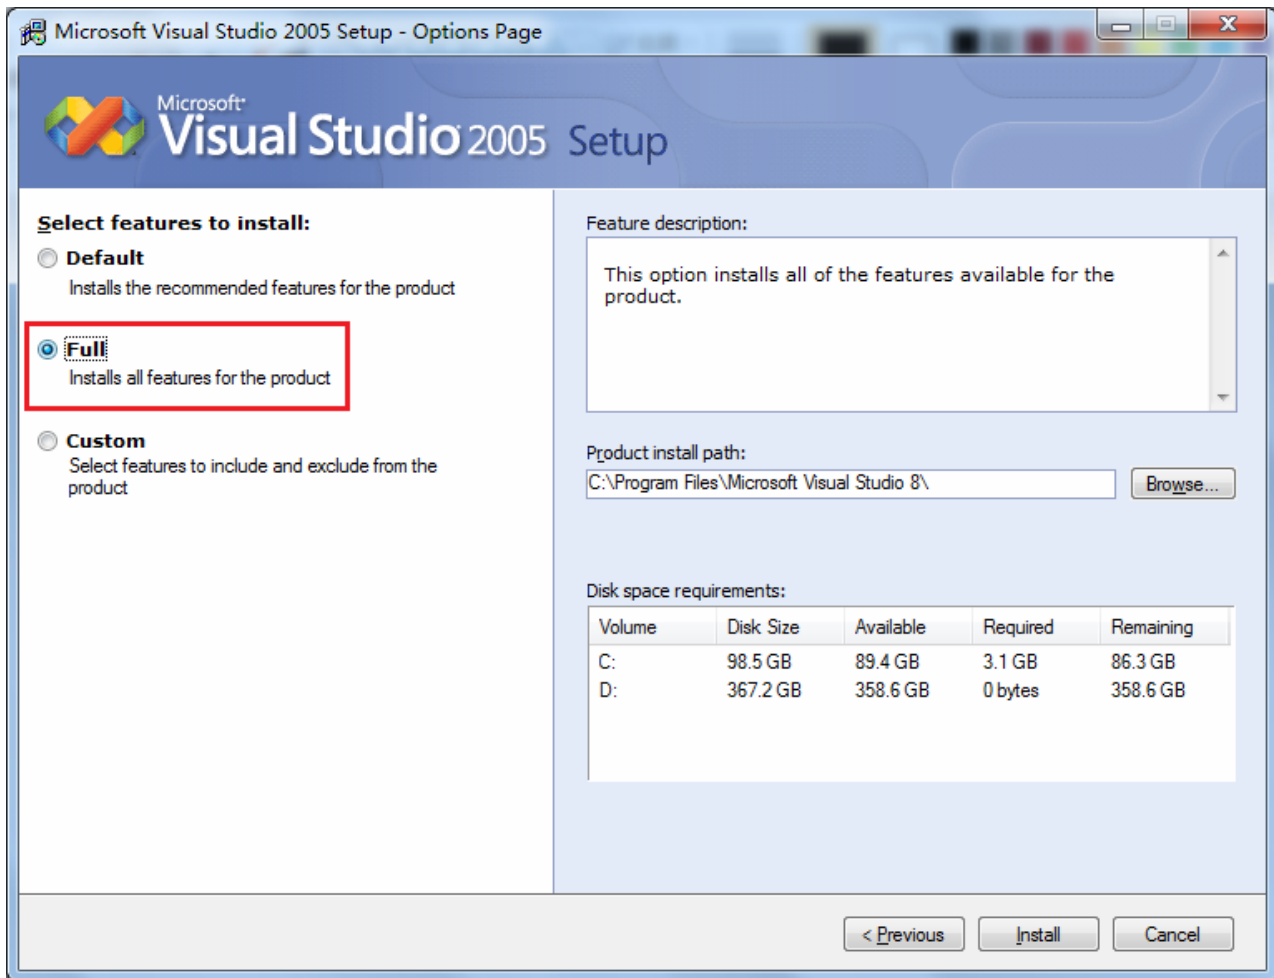 Microsoft Visual Studio 2005 Setup - Options Page
Microsoft
Visual Studio 2005 Setup
Select features to install:
Default
Installs the recommended features for the product
Full
Installs all features for the product
Custom
Select features to include and exclude from the
product
Feature description:
This option installs all of the features available for the
product.
Product install path:
C:\Program Files\Microsoft Visual Studio 8\
Browse...
Disk space requirements:
Volume Disk Size Available Required Remaining
C: 98.5 GB 89.4 GB 3.1 GB 86.3 GB
D: 367.2 GB 358.6 GB 0 bytes 358.6 GB
< Previous Install Cancel